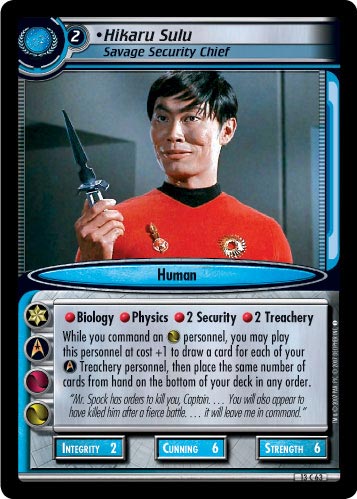 2
•Hikaru Sulu
Savage Security Chief
Human
Biology Physics 2 Security 2 Treachery
While you command an personnel, you may play
this personnel at cost +1 to draw a card for each of your
Treachery personnel, then place the same number of
cards from hand on the bottom of your deck in any order.
"Mr. Spock has orders to kill you, Captain. … You will also appear to
have killed him after a fierce battle. … it will leave me in command."
INTEGRITY 2 CUNNING 6 STRENGTH 6
13 C 63